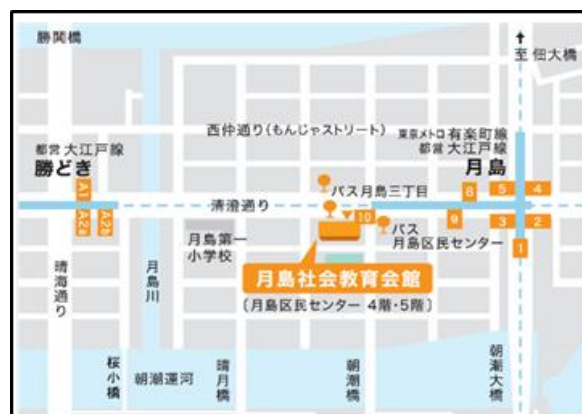 勝鬨橋
至 佃大橋
西仲通り(もんじゃストリート)
東京メトロ 有楽町線
都営 大江戸線
月島
都営 大江戸線
勝どき
A1
A2a
A2b
バス月島三丁目
清澄通り
10
8
5
4
9
3
2
1
バス
月島区民センター
月島第一
小学校
月島社会教育会館
〔月島区民センター 4階・5階〕
晴海通り
月島川
桜小橋
朝潮運河
晴月橋
朝潮橋
朝潮大橋